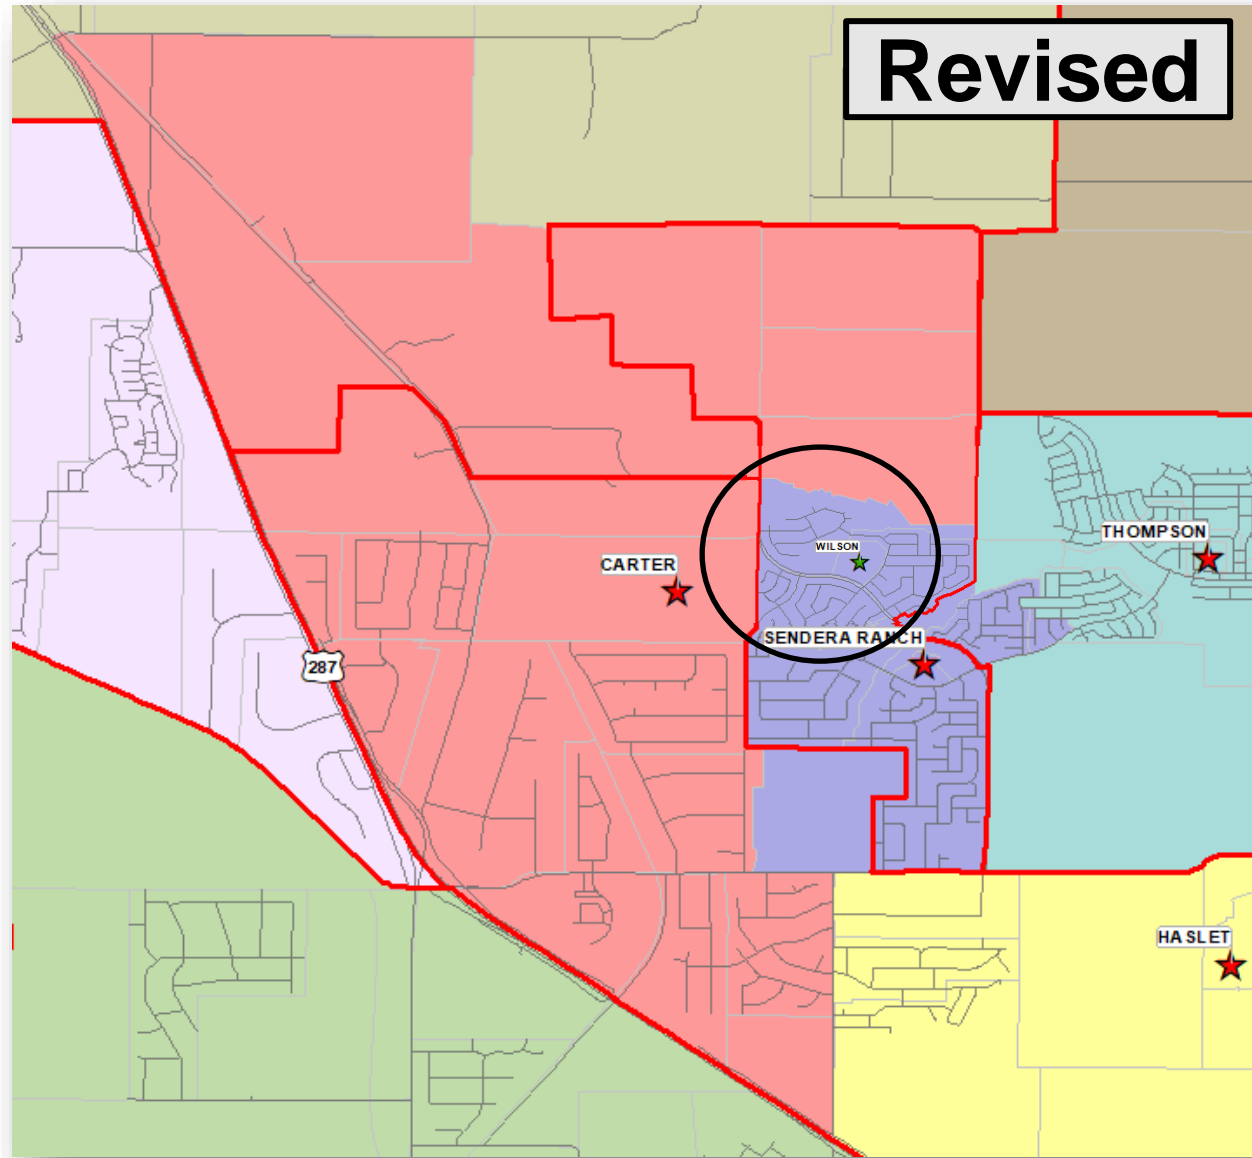 Revised
THOMPSON
WILSON
CARTER
SENDERA RANCH
287
HASLET